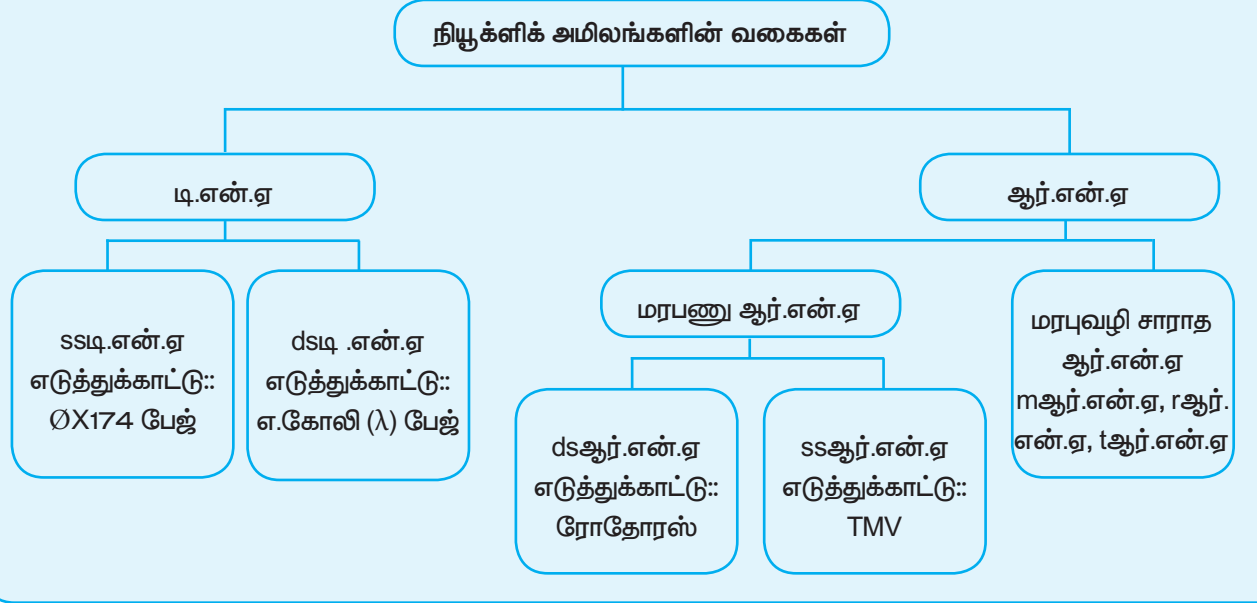 நியூக்ளிக் அமிலங்களின் வகைகள்
டி.என்.ஏ
ஆர்.என்.ஏ
ssடி.என்.ஏ
எடுத்துக்காட்டு::
ØX174 பேஜ்
dsடி .என்.ஏ
எடுத்துக்காட்டு::
எ.கோலி (λ) பேஜ்
மரபணு ஆர்.என்.ஏ
dsஆர்.என்.ஏ
எடுத்துக்காட்டு::
ரோதோரஸ்
ssஆர்.என்.ஏ
எடுத்துக்காட்டு::
TMV
மரபுவழி சாராத
ஆர்.என்.ஏ
mஆர்.என்.ஏ, rஆர்.
என்.ஏ, tஆர்.என்.ஏ